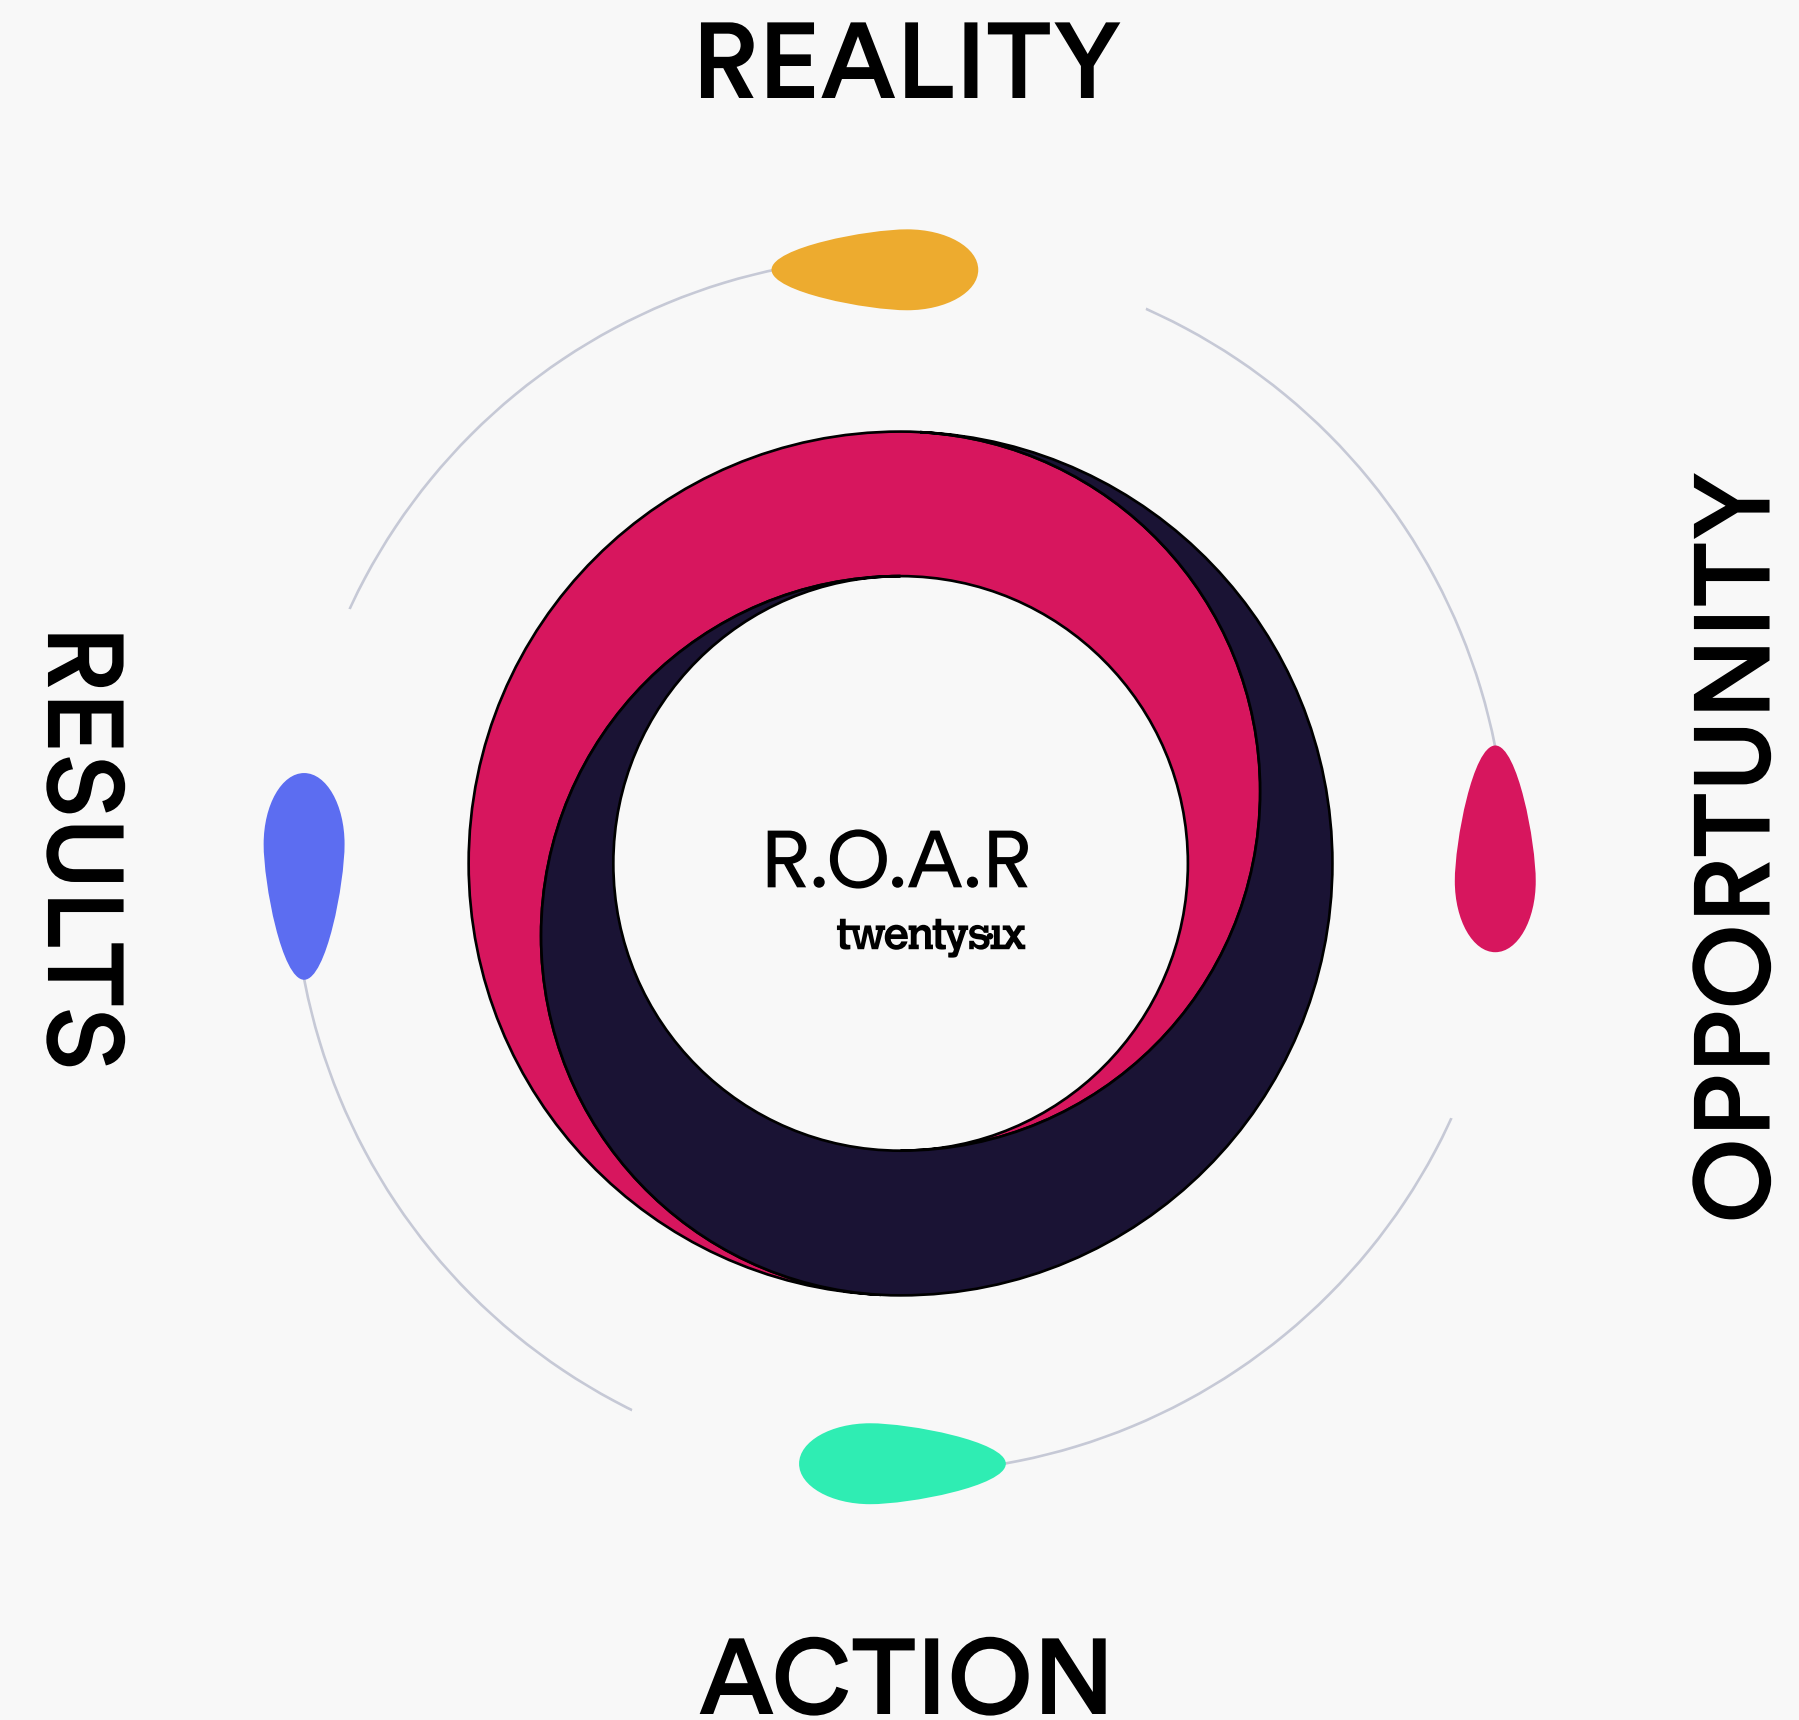 REALITY
OPPORTUNITY
R.O.A.R
twentysix
RESULTS
ACTION